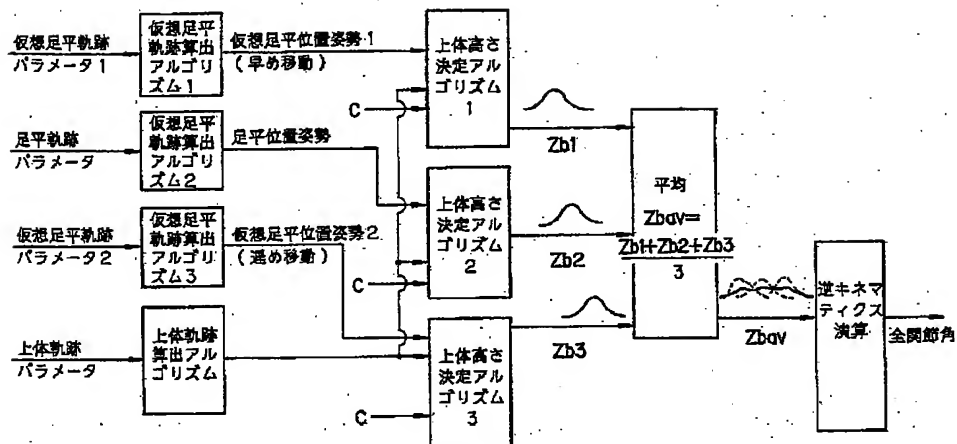 仮想足平軌跡
パラメータ1
仮想足平
軌跡算出
アルゴリ
ズム1
仮想足平位置姿勢1
(早め移動)
上体高さ
決定アル
ゴリズム
1
C
Zb1
足平軌跡
パラメータ
仮想足平
軌跡算出
アルゴリ
ズム2
足平位置姿勢
上体高さ
決定アル
ゴリズム
2
C
Zb2
仮想足平軌跡
パラメータ2
仮想足平
軌跡算出
アルゴリ
ズム3
仮想足平位置姿勢2
(遅め移動)
上体軌跡
パラメータ
上体軌跡
算出アル
ゴリズム
上体高さ
決定アル
ゴリズム
3
C
Zb3
平均
Zbav=
Zb1+Zb2+Zb3
3
Zbav
逆キネマ
ティクス
演算
全関節角